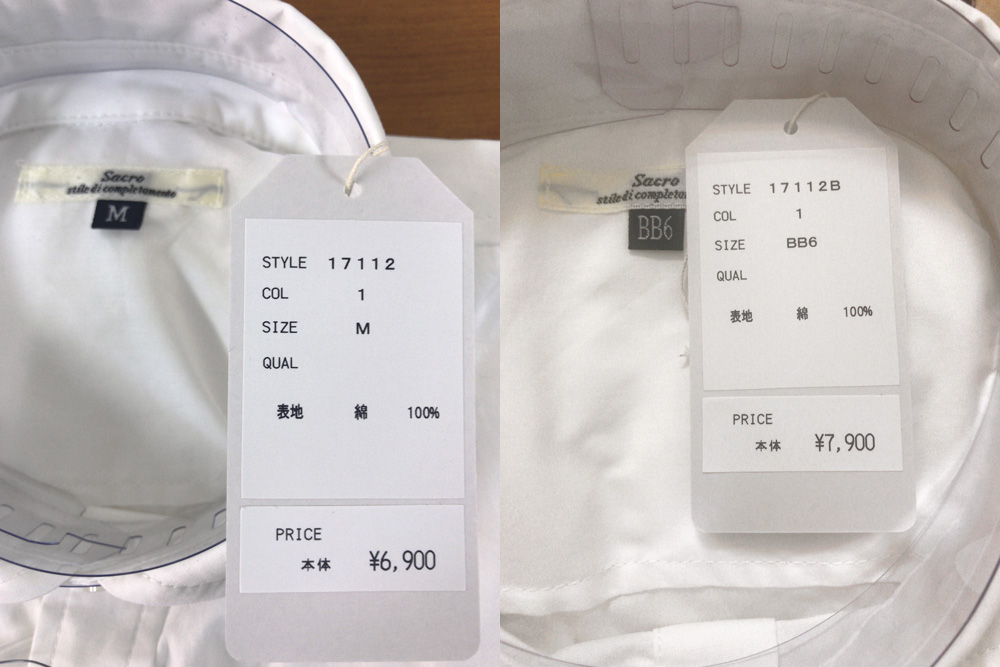 Sacro
stile di completamento
M
STYLE 17112
COL 1
SIZE M
QUAL
表地 綿 100%
PRICE
本体 ¥6,900
Sacro
stile di completamento
BB6
STYLE 17112B
COL 1
SIZE BB6
QUAL
表地 綿 100%
PRICE
本体 ¥7,900